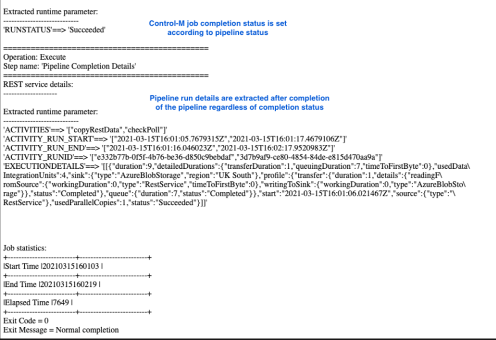 Extracted runtime parameter:
----------------------------
'RUNSTATUS'==> 'Succeeded'
Control-M job completion status is set
according to pipeline status
==============================================
Operation: Execute
Step name: 'Pipeline Completion Details'
==============================================
REST service details:
--------------------
Pipeline run details are extracted after completion
of the pipeline regardless of completion status
Extracted runtime parameter:
----------------------------
'ACTIVITIES'==> '["copyRestData","checkPoll"]'
'ACTIVITY_RUN_START'==> '["2021-03-15T16:01:05.7679315Z","2021-03-15T16:01:17.4679106Z"]'
'ACTIVITY_RUN_END'==> '["2021-03-15T16:01:16.046023Z","2021-03-15T16:02:17.9520983Z"]'
'ACTIVITY_RUNID'==> '["e332b77b-0f5f-4b76-be36-d850c9bebdaf","3d7b9af9-ce80-4854-84de-e815d470aa9a"]'
'EXECUTIONDETAILS'==> '[[{"duration":9,"detailedDurations":{"transferDuration":1,"queuingDuration":7,"timeToFirstByte":0},"usedData\
IntegrationUnits":4,"sink":{"type":"AzureBlobStorage","region":"UK South"},"profile":{"transfer":{"duration":1,"details":{"readingF\
romSource":{"workingDuration":0,"type":"RestService","timeToFirstByte":0},"writingToSink":{"workingDuration":0,"type":"AzureBlobSto\
rage"}},"status":"Completed"},"queue":{"duration":7,"status":"Completed"}},"start":"2021-03-15T16:01:06.021467Z","source":{"type":"\
RestService"},"usedParallelCopies":1,"status":"Succeeded"}]]'
Job statistics:
+-------------------------+-------------------------+
|Start Time |20210315160103 |
+-------------------------+-------------------------+
|End Time |20210315160219 |
+-------------------------+-------------------------+
|Elapsed Time |7649 |
+-------------------------+-------------------------+
Exit Code = 0
Exit Message = Normal completion